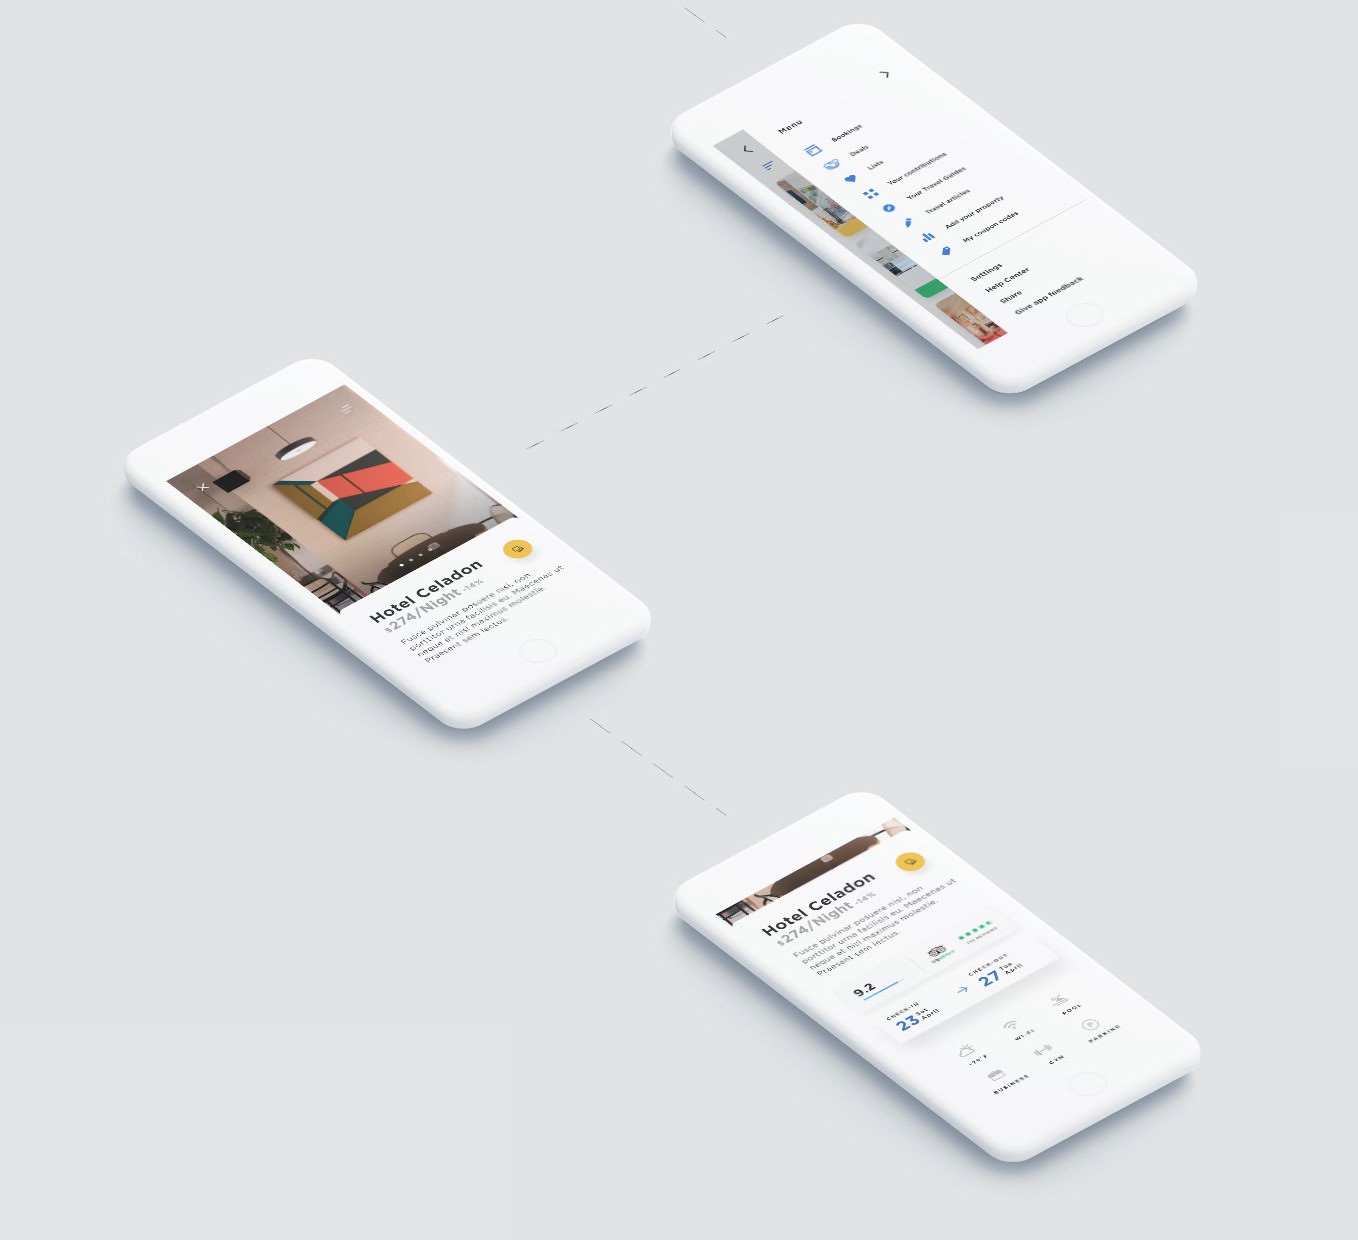 Menu
Bookings
Deals
Lists
Your contributions
Your Travel Guides
Travel articles
Add your property
My coupon codes
Settings
Help Center
Share
Give app feedback
Hotel Celadon
$274/Night -14%
Fusce pulvinar posuere nisl, non
porttitor urna facilisis eu. Maecenas ut
neque et nisl maximus molestie.
Praesent sem lectus.
Hotel Celadon
$274/Night -14%
Fusce pulvinar posuere nisl, non
porttitor urna facilisis eu. Maecenas ut
neque et nisl maximus molestie.
Praesent sem lectus.
9.2
CHECK-IN
23 Sat April
CHECK-OUT
27 Tue April
WI-FI
POOL
BUSINESS
GYM
PARKING